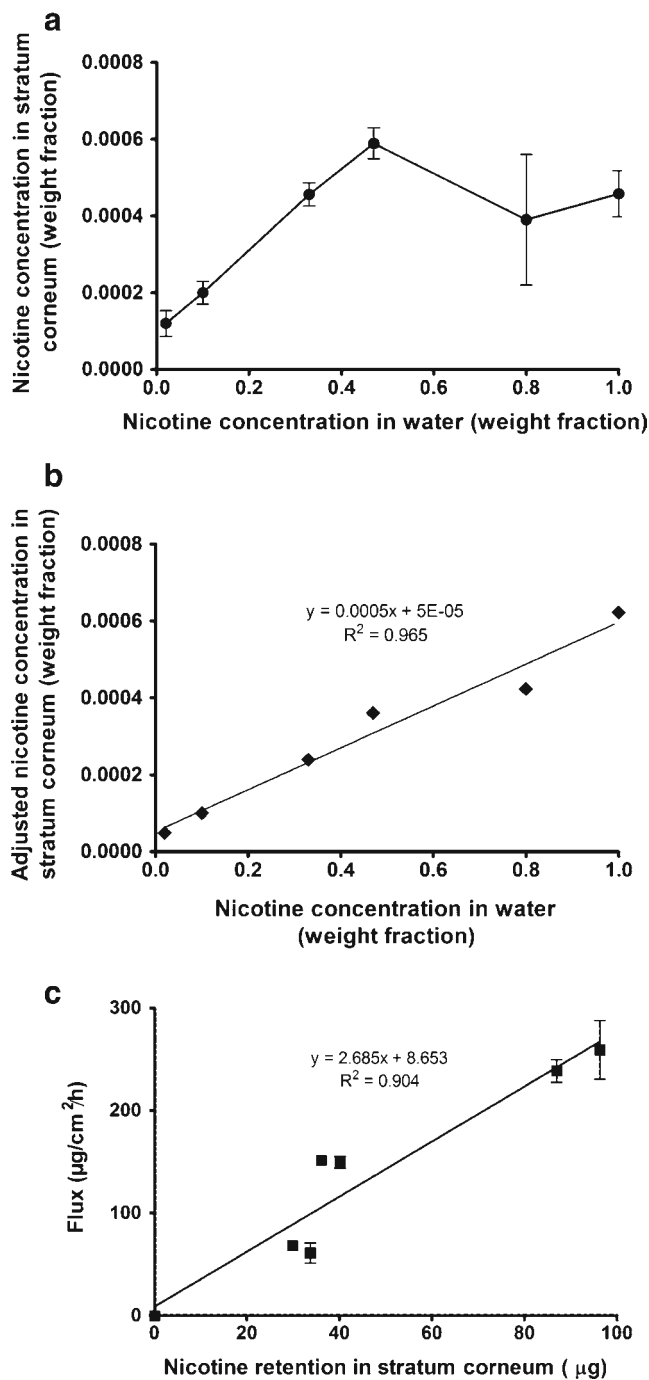 a
Nicotine concentration in stratum
corneum (weight fraction)
0.0008
0.0006
0.0004
0.0002
0.0000
0.0 0.2 0.4 0.6 0.8 1.0
Nicotine concentration in water (weight fraction)
b
Adjusted nicotine concentration in
stratum corneum (weight fraction)
0.0008
0.0006
0.0004
0.0002
0.0000
y = 0.0005x + 5E-05
R² = 0.965
0.0 0.2 0.4 0.6 0.8 1.0
Nicotine concentration in water
(weight fraction)
c
Flux (µg/cm²/h)
300
200
100
0
y = 2.685x + 8.653
R² = 0.904
0 20 40 60 80 100
Nicotine retention in stratum corneum ( µg)